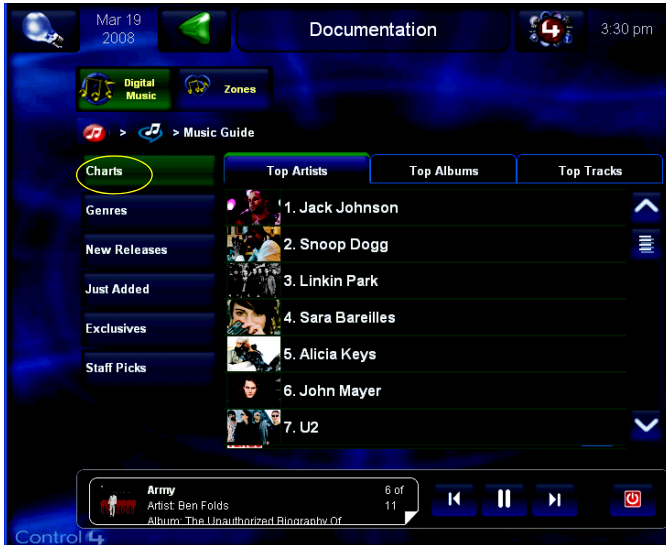 Mar 19
2008
Documentation
3:30 pm
Digital
Music
Zones
> > Music Guide
Charts
Genres
New Releases
Just Added
Exclusives
Staff Picks
Top Artists
Top Albums
Top Tracks
1. Jack Johnson
2. Snoop Dogg
3. Linkin Park
4. Sara Bareilles
5. Alicia Keys
6. John Mayer
7. U2
Army
Artist: Ben Folds
Album: The Unauthorized Biography Of
6 of
11
Control4